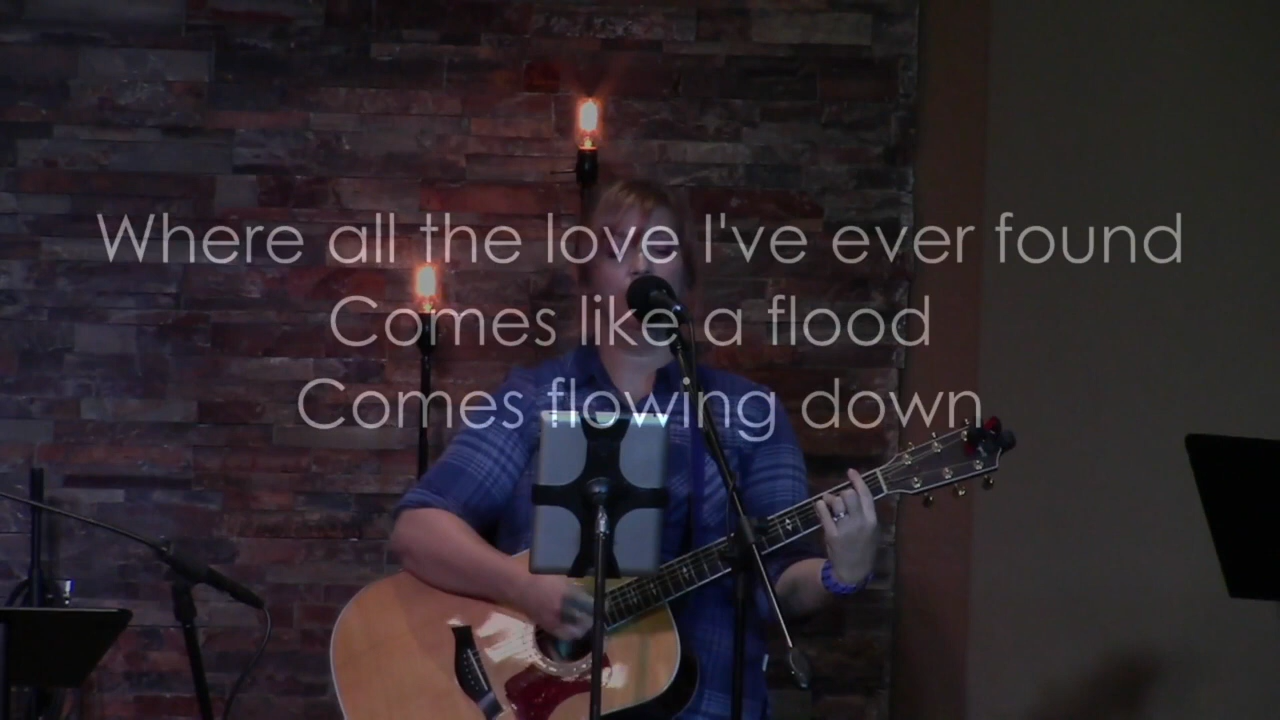 Where all the love I've ever found
Comes like a flood
Comes flowing down